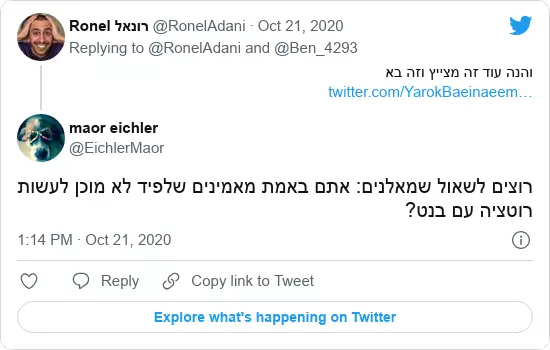 Ronel רונאל @RonelAdani · Oct 21, 2020
Replying to @RonelAdani and @Ben_4293
והנה עוד זה מצייץ וזה בא
twitter.com/YarokBaeinaeem…
maor eichler
@EichlerMaor
רוצים לשאול שמאלנים: אתם באמת מאמינים שלפיד לא מוכן לעשות
רוטציה עם בנט?
1:14 PM · Oct 21, 2020
Reply
Copy link to Tweet
Explore what's happening on Twitter